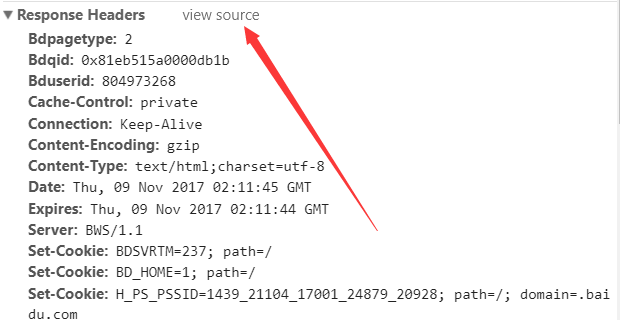 ▼ Response Headers view source
Bdpagetype: 2
Bdqid: 0x81eb515a0000db1b
Bduserid: 804973268
Cache-Control: private
Connection: Keep-Alive
Content-Encoding: gzip
Content-Type: text/html;charset=utf-8
Date: Thu, 09 Nov 2017 02:11:45 GMT
Expires: Thu, 09 Nov 2017 02:11:44 GMT
Server: BWS/1.1
Set-Cookie: BDSVRTM=237; path=/
Set-Cookie: BD_HOME=1; path=/
Set-Cookie: H_PS_PSSID=1439_21104_17001_24879_20928; path=/; domain=.bai
du.com